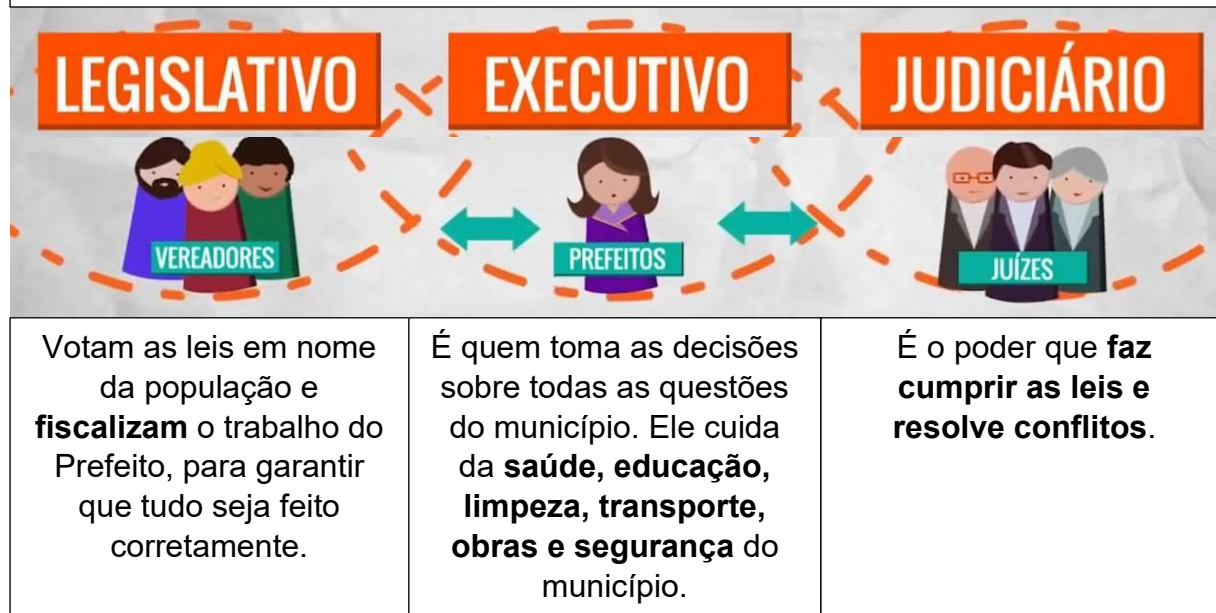 LEGISLATIVO
EXECUTIVO
JUDICIÁRIO
VEREADORES
PREFEITOS
JUÍZES
Votam as leis em nome
da população e
fiscalizam o trabalho do
Prefeito, para garantir
que tudo seja feito
corretamente.
É quem toma as decisões
sobre todas as questões
do município. Ele cuida
da saúde, educação,
limpeza, transporte,
obras e segurança do
município.
É o poder que faz
cumprir as leis e
resolve conflitos.